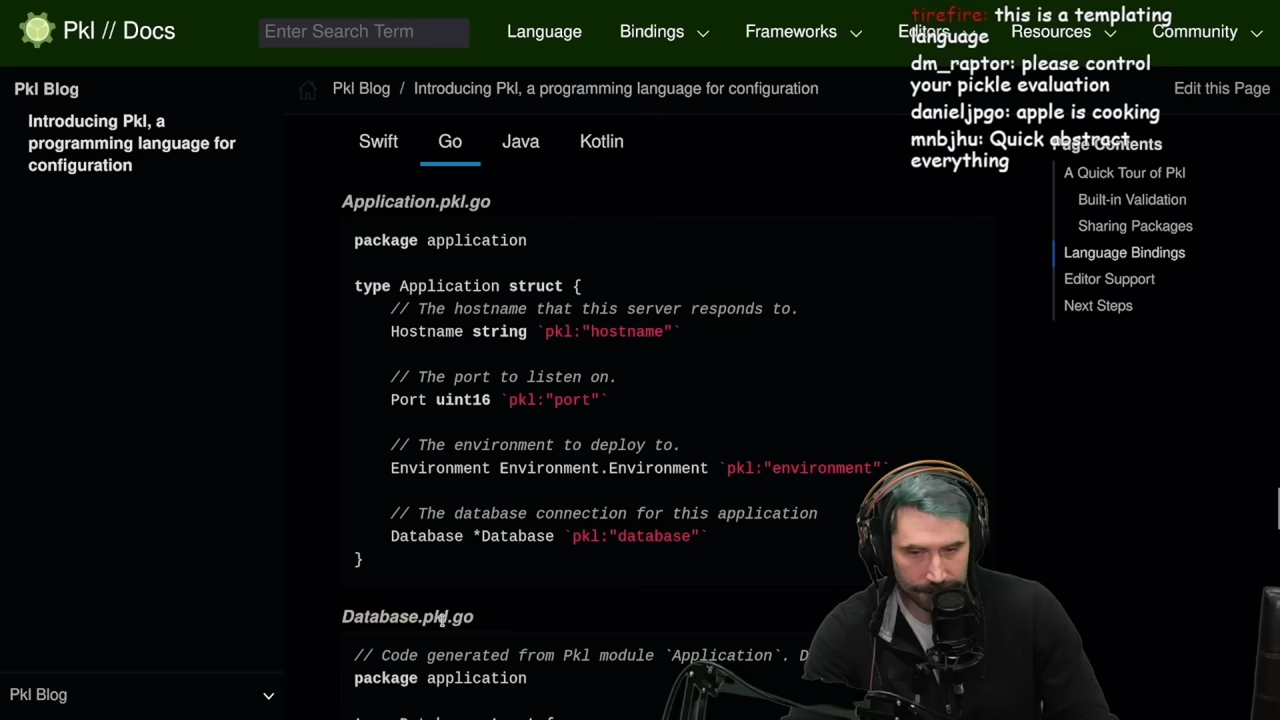 Pkl // Docs
Enter Search Term
Language
Bindings
Frameworks
Editors
Resources
Community
tirefire: this is a templating
language
dm_raptor: please control
your pickle evaluation
danieljpgo: apple is cooking
mnbjhu: Quick abstract
everything
Pkl Blog
Introducing Pkl, a
programming language for
configuration
Pkl Blog / Introducing Pkl, a programming language for configuration
Edit this Page
Swift
Go
Java
Kotlin
Page Contents
A Quick Tour of Pkl
Built-in Validation
Sharing Packages
Language Bindings
Editor Support
Next Steps
Application.pkl.go
package application
type Application struct {
// The hostname that this server responds to.
Hostname string `pkl:"hostname"`
// The port to listen on.
Port uint16 `pkl:"port"`
// The environment to deploy to.
Environment Environment.Environment `pkl:"environment"`
// The database connection for this application
Database *Database `pkl:"database"`
}
Database.pkl.go
// Code generated from Pkl module `Application`. D
package application
Pkl Blog